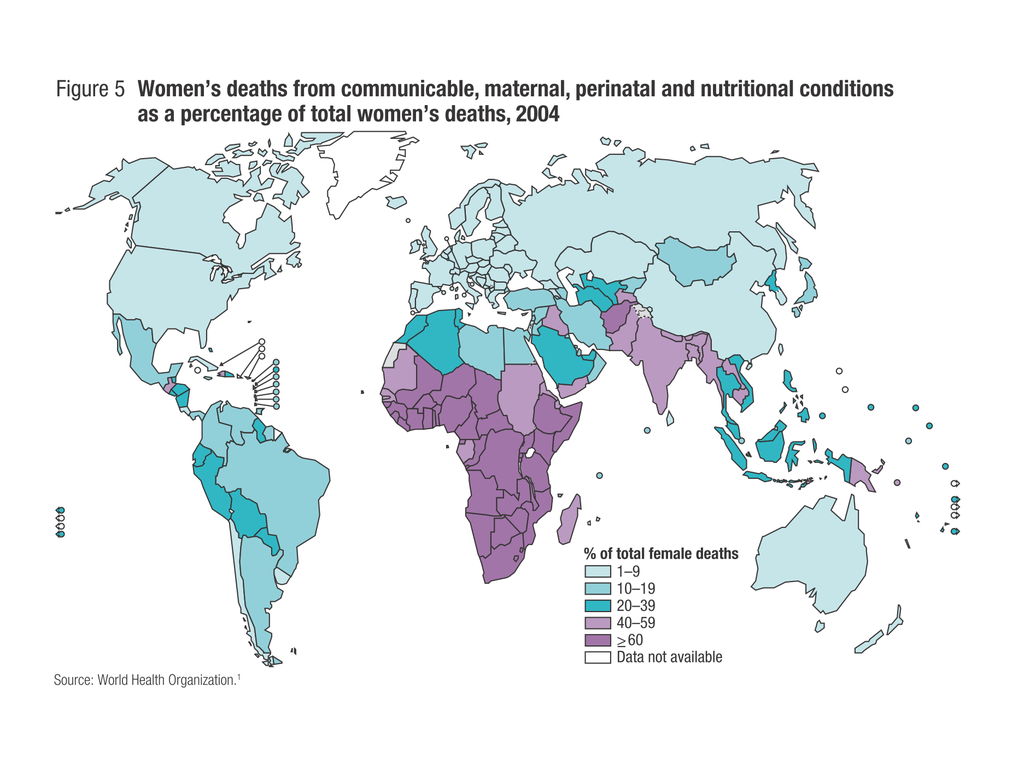 Figure 5 Women's deaths from communicable, maternal, perinatal and nutritional conditions
as a percentage of total women's deaths, 2004
% of total female deaths
1–9
10–19
20–39
40–59
≥60
Data not available
Source: World Health Organization.¹